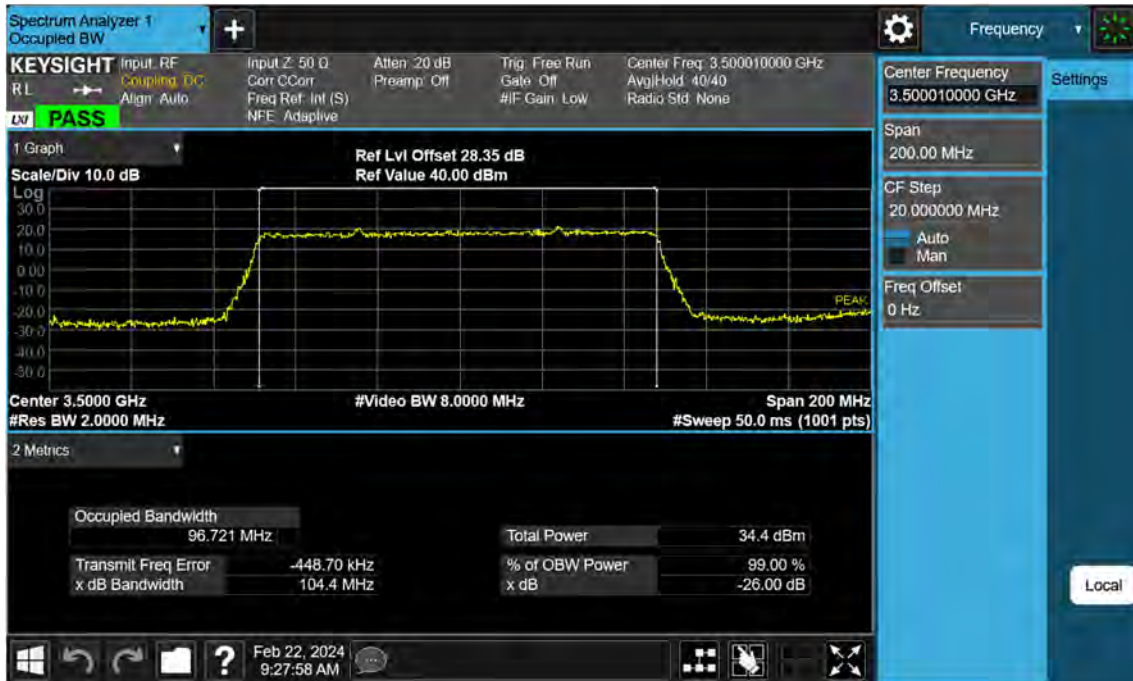 Spectrum Analyzer 1
Occupied BW
+
Frequency
KEYSIGHT
RL
LXI PASS
Input: RF
Coupling: DC
Align: Auto
Input Z: 50 Ω
Corr CCorr
Freq Ref: Int (S)
NFE: Adaptive
Atten: 20 dB
Preamp: Off
Trig: Free Run
Gate: Off
#IF Gain: Low
Center Freq: 3.500010000 GHz
Avg|Hold: 40/40
Radio Std: None
Center Frequency
3.500010000 GHz
Settings
Span
200.00 MHz
CF Step
20.000000 MHz
Auto
Man
Freq Offset
0 Hz
1 Graph
Scale/Div 10.0 dB
Ref Lvl Offset 28.35 dB
Ref Value 40.00 dBm
Log
30.0
20.0
10.0
0.00
-10.0
-20.0
-30.0
-40.0
-50.0
PEAK
Center 3.5000 GHz
#Video BW 8.0000 MHz
Span 200 MHz
#Res BW 2.0000 MHz
#Sweep 50.0 ms (1001 pts)
2 Metrics
Occupied Bandwidth
96.721 MHz
Total Power 34.4 dBm
Transmit Freq Error -448.70 kHz
% of OBW Power 99.00 %
x dB Bandwidth 104.4 MHz
x dB -26.00 dB
Local
?
Feb 22, 2024
9:27:58 AM